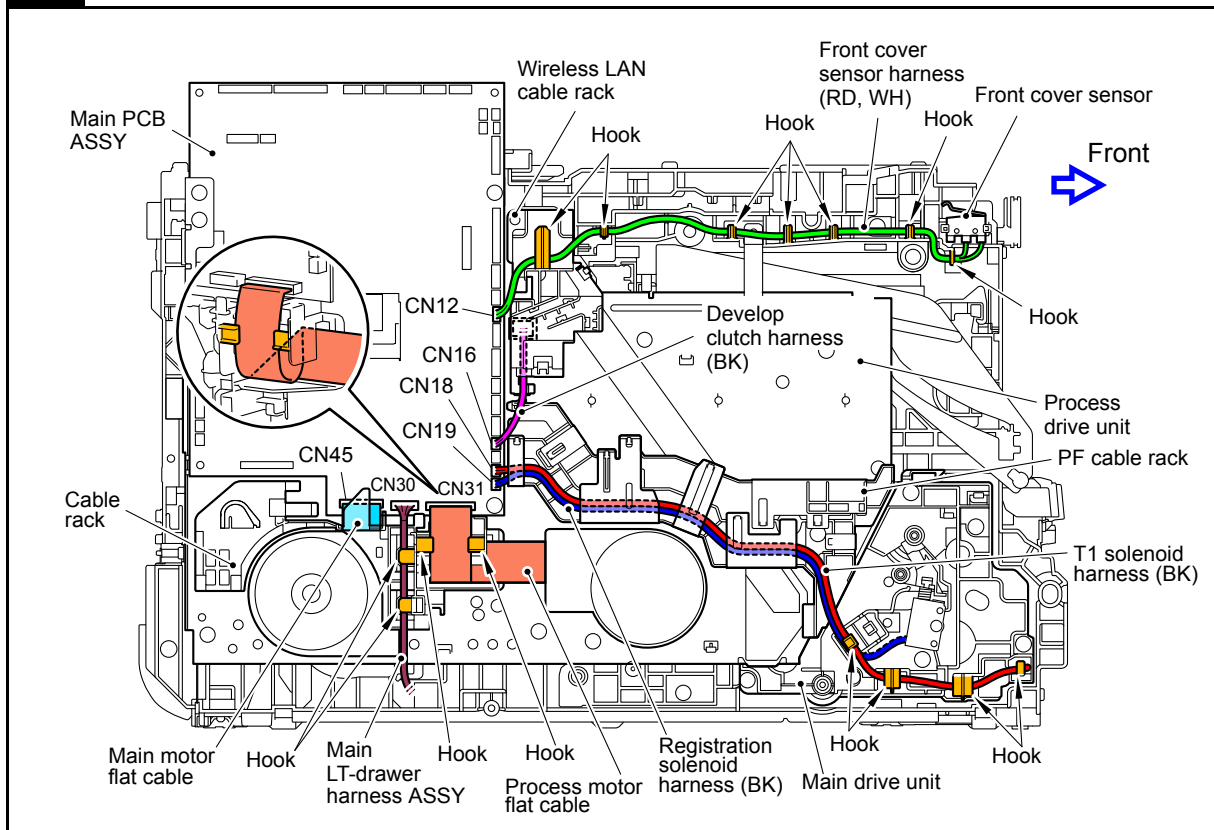 Wireless LAN
cable rack
Front cover
sensor harness
(RD, WH)
Front cover sensor
Main PCB
ASSY
Hook
Hook
Hook
Front
CN12
Hook
Develop
clutch harness
(BK)
CN16
CN18
CN19
Process
drive unit
PF cable rack
CN45
CN30
CN31
Cable
rack
T1 solenoid
harness (BK)
Main motor
flat cable
Hook
Main
LT-drawer
harness ASSY
Hook
Hook
Process motor
flat cable
Registration
solenoid
harness (BK)
Main drive unit
Hook
Hook